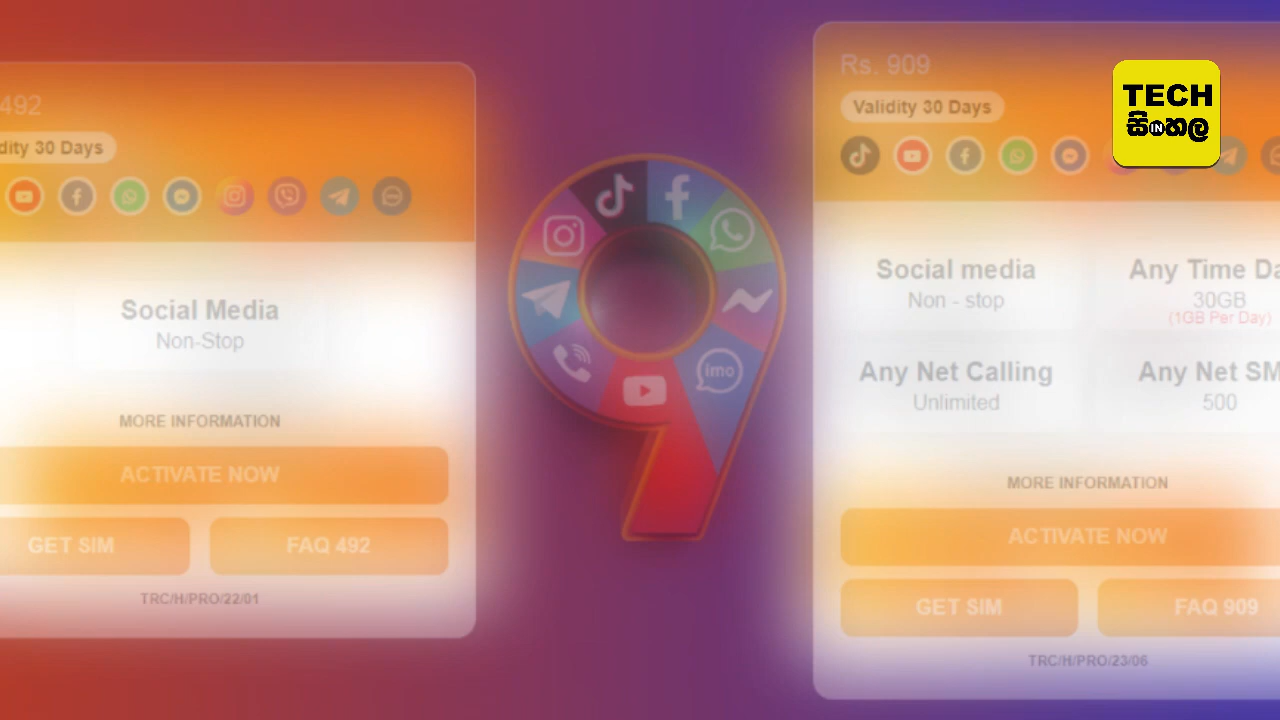 492
dity 30 Days
Social Media
Non-Stop
MORE INFORMATION
ACTIVATE NOW
GET SIM
FAQ 492
TRC/H/PRO/22/01
imo
Rs. 909
Validity 30 Days
Social media
Non - stop
Any Time Da
30GB
(1GB Per Day)
Any Net Calling
Unlimited
Any Net SM
500
MORE INFORMATION
ACTIVATE NOW
GET SIM
FAQ 909
TRC/H/PRO/23/06
TECH
සිංIN හල